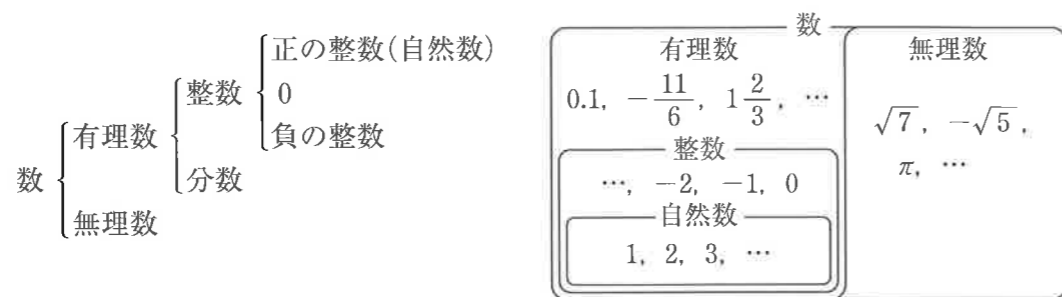 数
有理数
整数
正の整数(自然数)
0
負の整数
分数
無理数
数
有理数
0.1, −11/6, 1 2/3, …
整数
…, −2, −1, 0
自然数
1, 2, 3, …
無理数
√7, −√5,
π, …